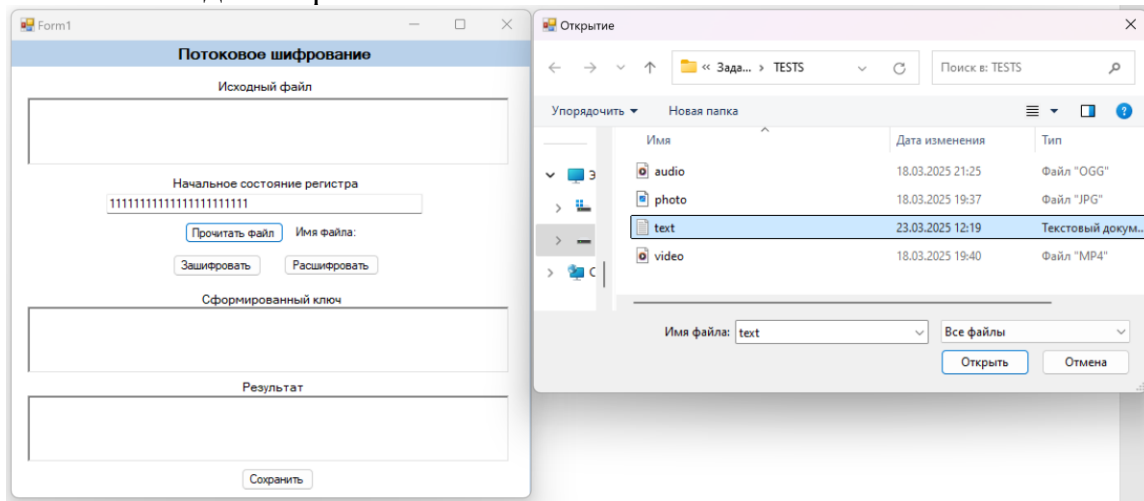 Form1
Потоковое шифрование
Исходный файл
Начальное состояние регистра
Прочитать файл Имя файла:
Зашифровать Расшифровать
Сформированный ключ
Результат
Сохранить
Открытие
« Зада... > TESTS
Поиск в: TESTS
Упорядочить Новая папка
Имя Дата изменения Тип
audio 18.03.2025 21:25 Файл "OGG"
photo 18.03.2025 19:37 Файл "JPG"
text 23.03.2025 12:19 Текстовый докум...
video 18.03.2025 19:40 Файл "MP4"
Э
С
Имя файла: text Все файлы
Открыть Отмена